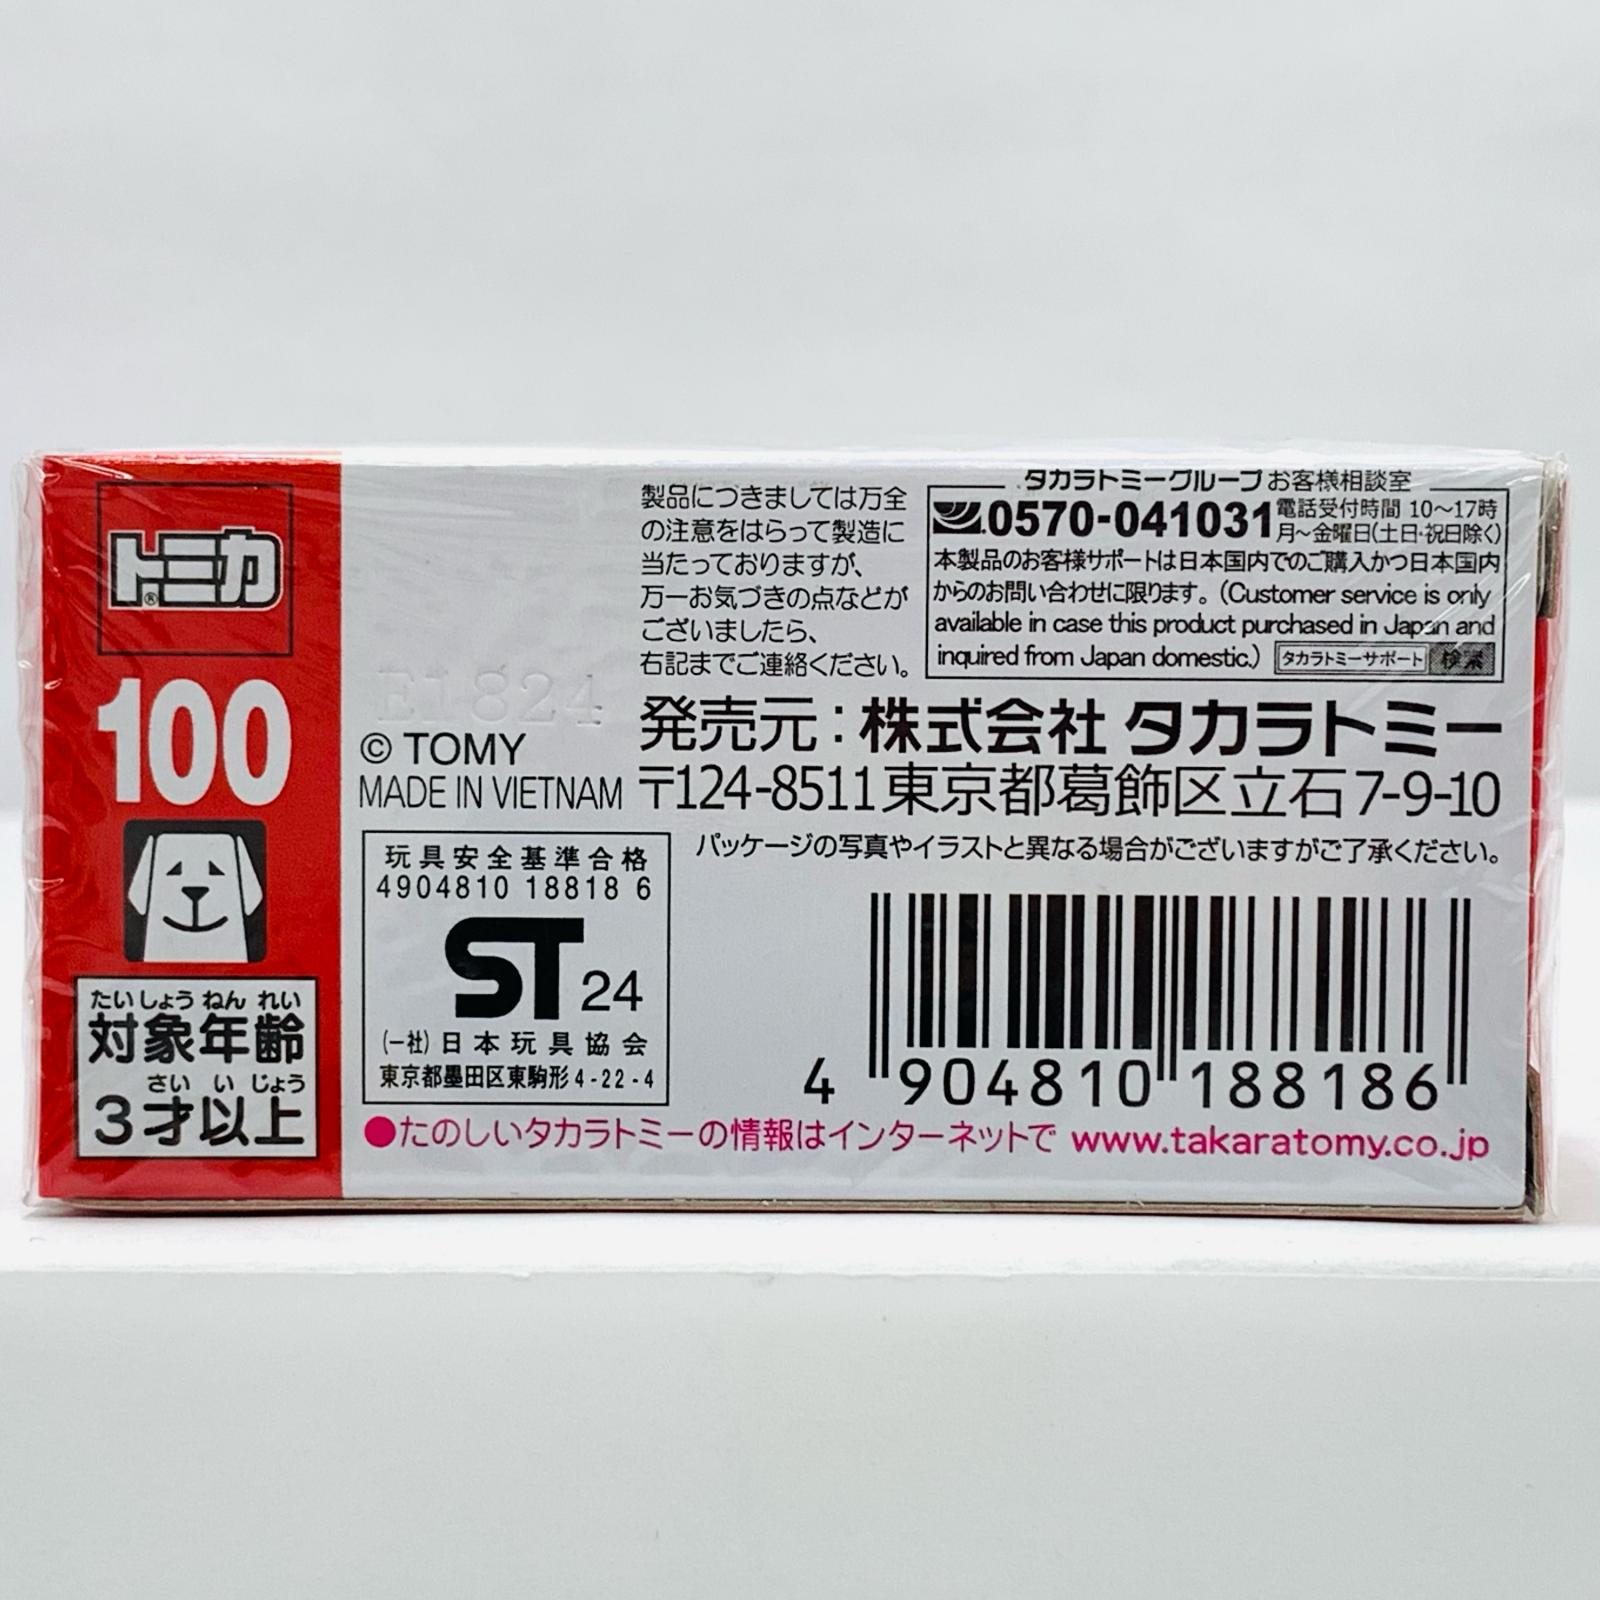 トミカ®
100
たいしょう ねん れい
対象年齢
さい い じょう
3才以上
E1824
© TOMY
MADE IN VIETNAM
玩具安全基準合格
4904810 18818 6
ST 24
(一社) 日本玩具協会
東京都墨田区東駒形 4-22-4
製品につきましては万全
の注意をはらって製造に
当たっておりますが、
万一お気づきの点などが
ございましたら、
右記までご連絡ください。
タカラトミーグループお客様相談室
0570-041031
電話受付時間 10～17時
月～金曜日(土日・祝日除く)
本製品のお客様サポートは日本国内でのご購入かつ日本国内
からのお問い合わせに限ります。(Customer service is only
available in case this product purchased in Japan and
inquired from Japan domestic.) タカラトミーサポート 検索
発売元：株式会社 タカラトミー
〒124-8511 東京都葛飾区立石 7-9-10
パッケージの写真やイラストと異なる場合がございますがご了承ください。
4 904810 188186
●たのしいタカラトミーの情報はインターネットで www.takaratomy.co.jp